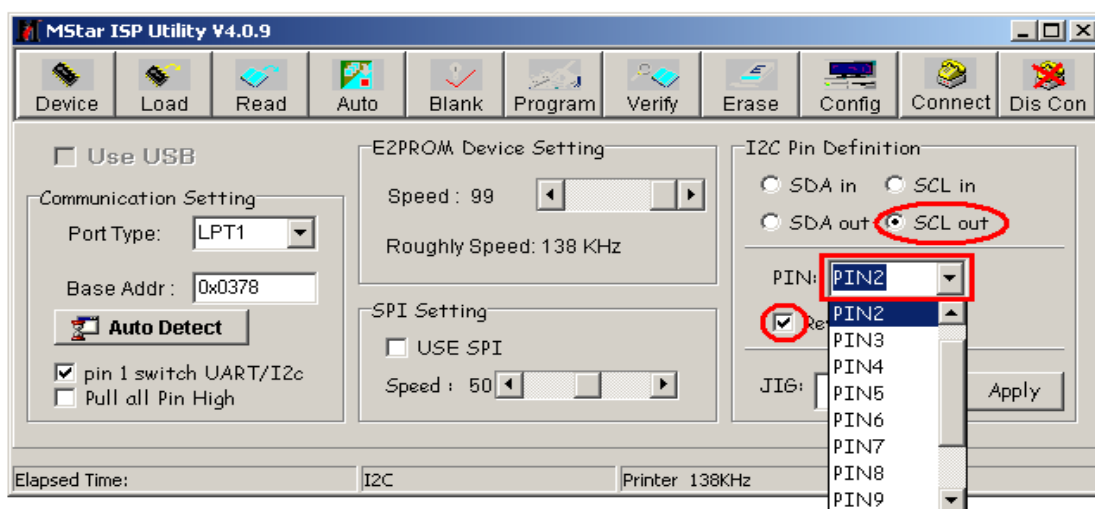 MStar ISP Utility V4.0.9
Device Load Read Auto Blank Program Verify Erase Config Connect Dis Con
Use USB
Communication Setting
Port Type: LPT1
Base Addr : 0x0378
Auto Detect
pin 1 switch UART/I2c
Pull all Pin High
E2PROM Device Setting
Speed : 99
Roughly Speed: 138 KHz
SPI Setting
USE SPI
Speed : 50
I2C Pin Definition
SDA in SCL in
SDA out SCL out
PIN: PIN2
PIN2
PIN3
PIN4
PIN5
PIN6
PIN7
PIN8
PIN9
JIG:
Apply
Elapsed Time: I2C Printer 138KHz